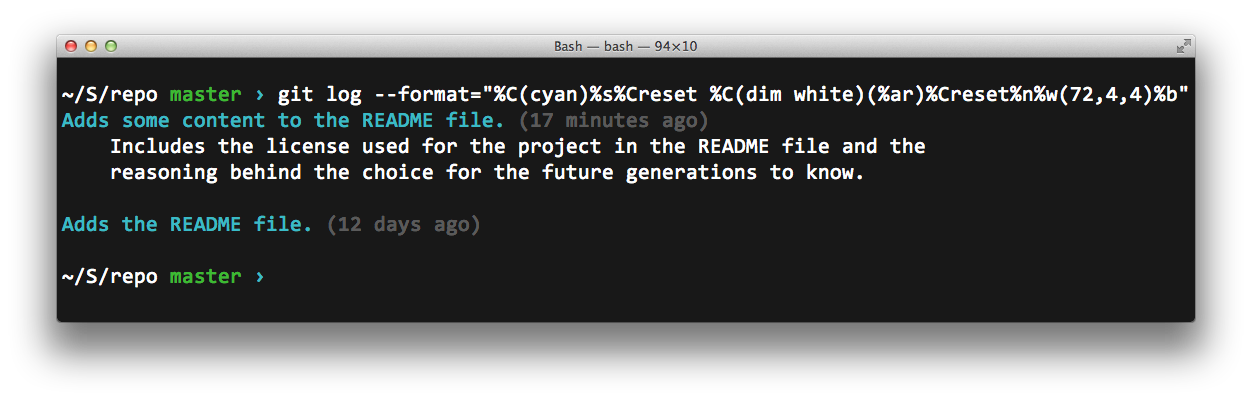 Bash — bash — 94×10
~/S/repo master › git log --format="%C(cyan)%s%Creset %C(dim white)(%ar)%Creset%n%w(72,4,4)%b"
Adds some content to the README file. (17 minutes ago)
Includes the license used for the project in the README file and the
reasoning behind the choice for the future generations to know.
Adds the README file. (12 days ago)
~/S/repo master ›